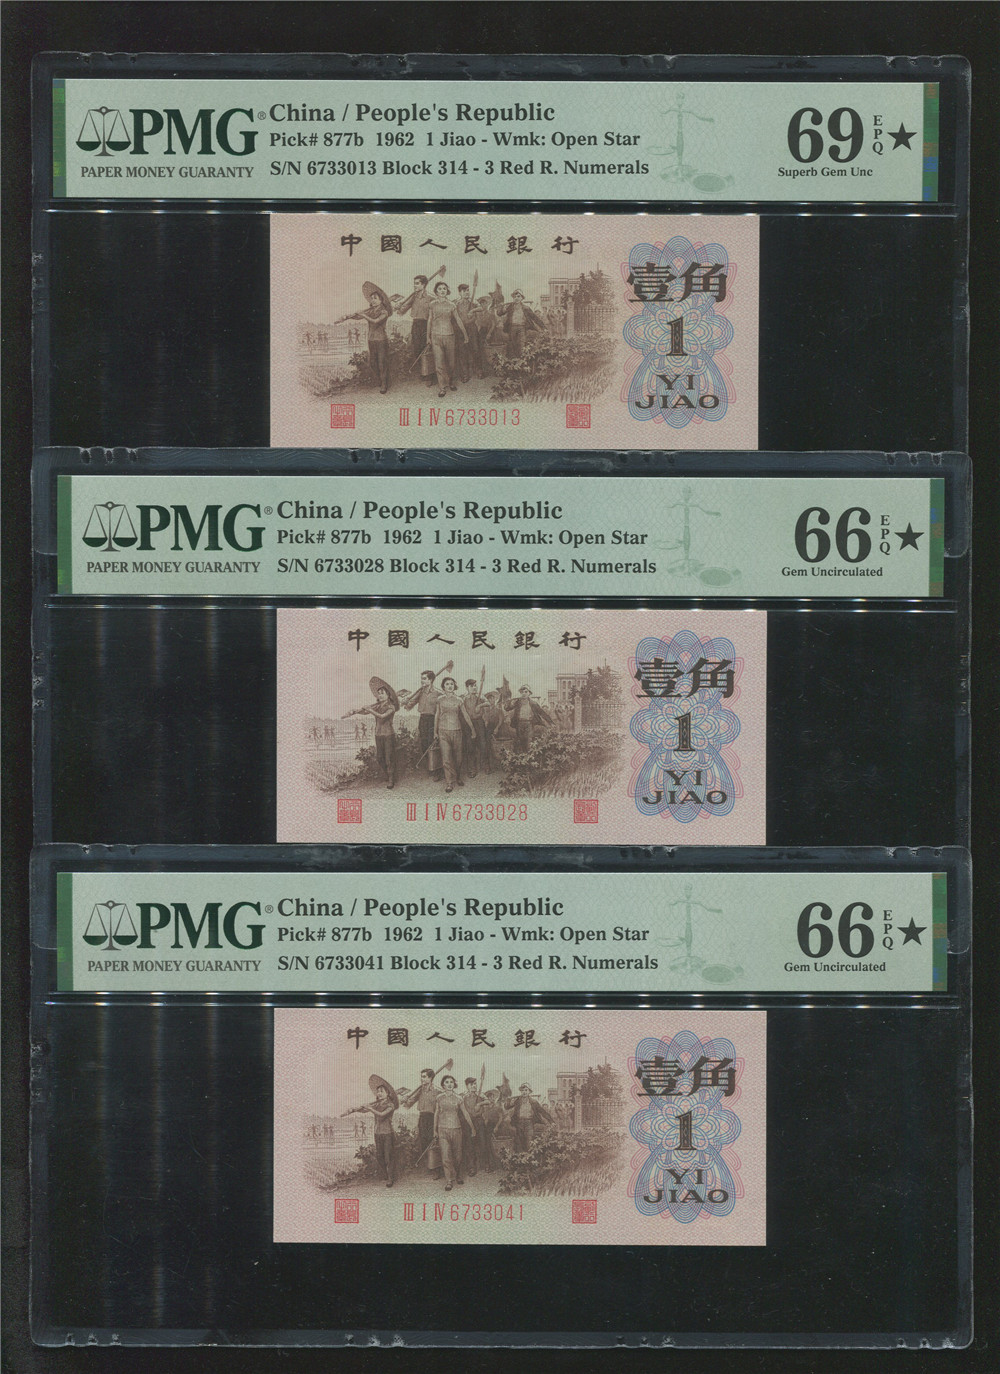 PMG® China / People's Republic
Pick# 877b 1962 1 Jiao - Wmk: Open Star
PAPER MONEY GUARANTY S/N 6733013 Block 314 - 3 Red R. Numerals
69 EPQ ★
Superb Gem Unc
中國人民銀行
壹角
1
YI
JIAO
III I IV 6733013
PMG® China / People's Republic
Pick# 877b 1962 1 Jiao - Wmk: Open Star
PAPER MONEY GUARANTY S/N 6733028 Block 314 - 3 Red R. Numerals
66 EPQ ★
Gem Uncirculated
中國人民銀行
壹角
1
YI
JIAO
III I IV 6733028
PMG® China / People's Republic
Pick# 877b 1962 1 Jiao - Wmk: Open Star
PAPER MONEY GUARANTY S/N 6733041 Block 314 - 3 Red R. Numerals
66 EPQ ★
Gem Uncirculated
中國人民銀行
壹角
1
YI
JIAO
III I IV 6733041